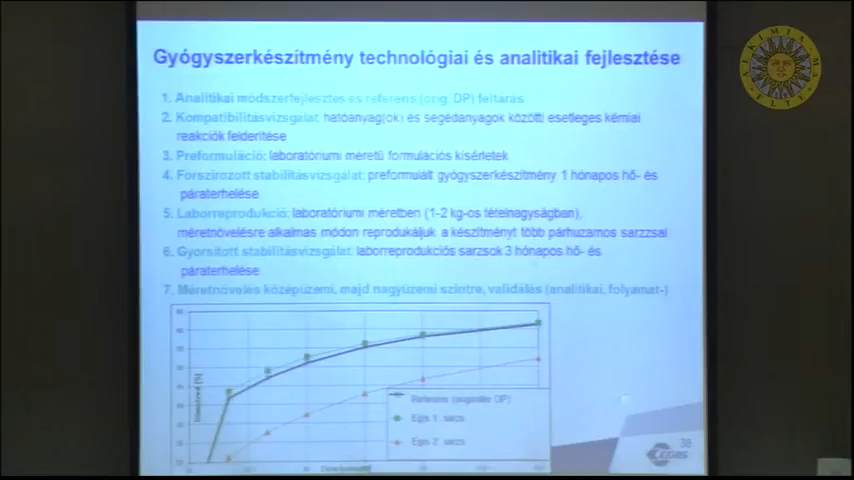 Gyógyszerkészítmény technológiai és analitikai fejlesztése
1. Analitikai módszerfejlesztés és referens (orig. DP) feltárás
2. Kompatibilitásvizsgálat: hatóanyag(ok) és segédanyagok közötti esetleges kémiai
reakciók felderítése
3. Preformuláció: laboratóriumi méretű formulációs kísérletek
4. Forszírozott stabilitásvizsgálat: preformulált gyógyszerkészítmény 1 hónapos hő- és
páraterhelése
5. Laborreprodukció: laboratóriumi méretben (1-2 kg-os tételnagyságban),
méretnövelésre alkalmas módon reprodukáljuk a készítményt több párhuzamos sarzzsal
6. Gyorsított stabilitásvizsgálat: laborreprodukciós sarzsok 3 hónapos hő- és
páraterhelése
7. Méretnövelés középüzemi, majd nagyüzemi szintre, validálás (analitikai, folyamat-)
Referens (originális DP)
Egis 1. sarzs
Egis 2. sarzs
38
EGIS
ALKÍMIA · MA
· ELTE ·